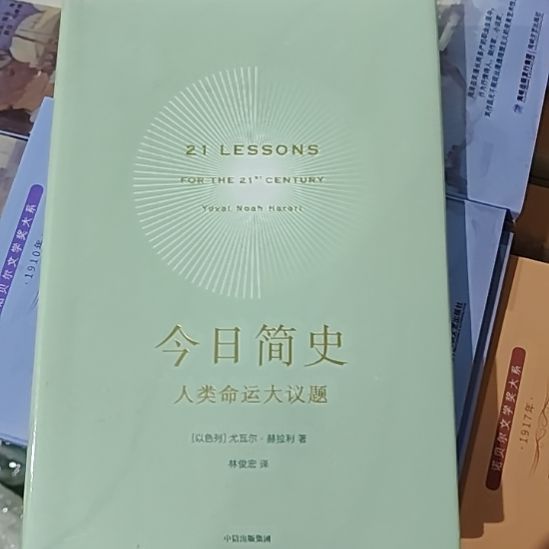 21 LESSONS
FOR THE 21ST CENTURY
Yuval Noah Harari
今日简史
人类命运大议题
[以色列] 尤瓦尔·赫拉利 著
林俊宏 译
中信出版集团
诺贝尔文学奖大系
·1910年·
诺贝尔文学奖大系
·1917年·